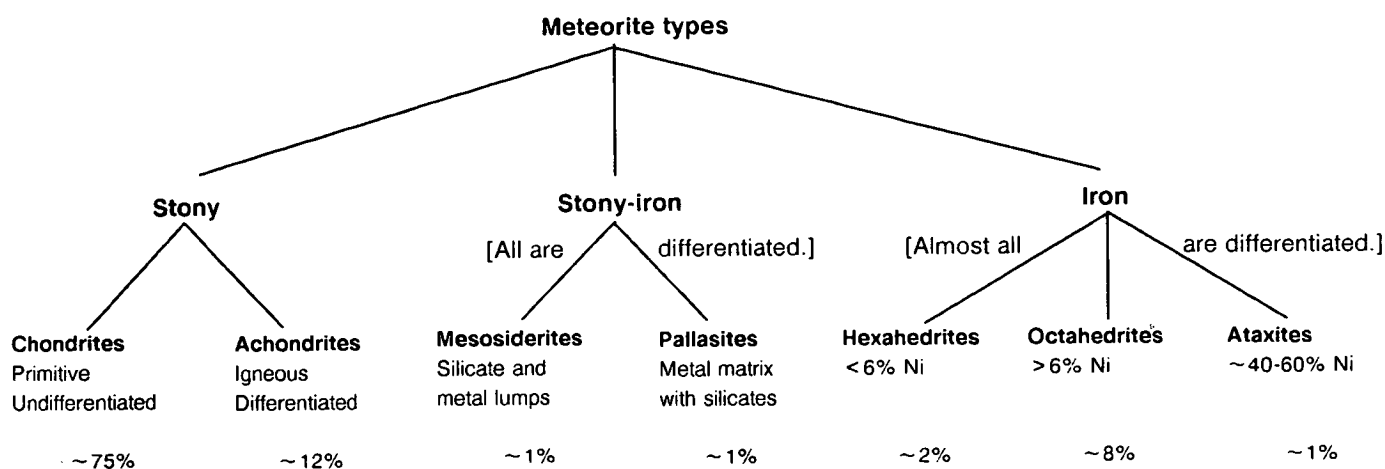 Meteorite types
Stony
Stony-iron
Iron
[All are differentiated.]
[Almost all are differentiated.]
Chondrites
Primitive
Undifferentiated
~75%
Achondrites
Igneous
Differentiated
~12%
Mesosiderites
Silicate and
metal lumps
~1%
Pallasites
Metal matrix
with silicates
~1%
Hexahedrites
<6% Ni
~2%
Octahedrites
>6% Ni
~8%
Ataxites
~40-60% Ni
~1%